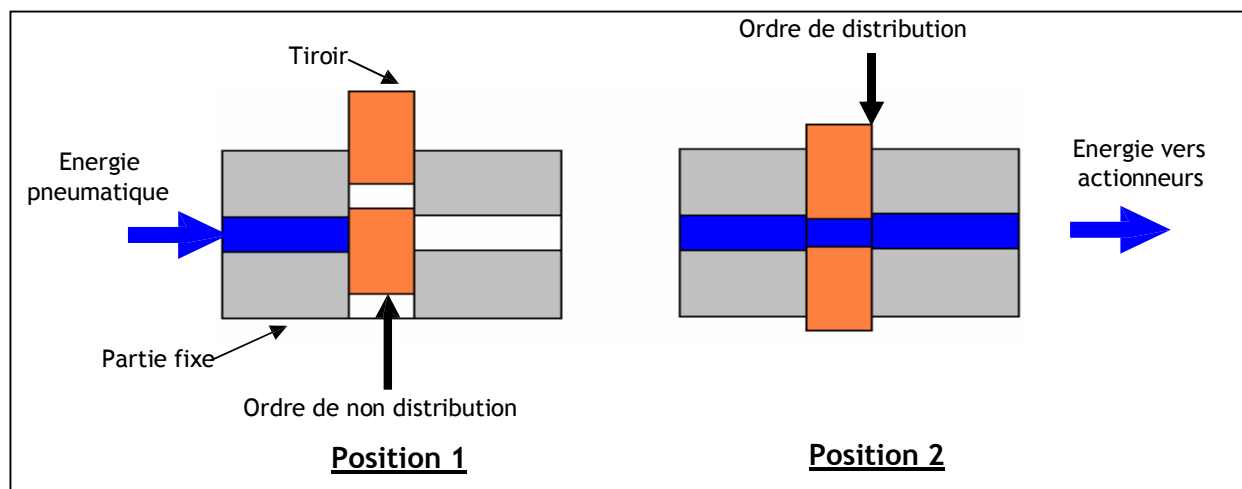 Tiroir
Energie
pneumatique
Partie fixe
Ordre de non distribution
Position 1
Ordre de distribution
Energie vers
actionneurs
Position 2